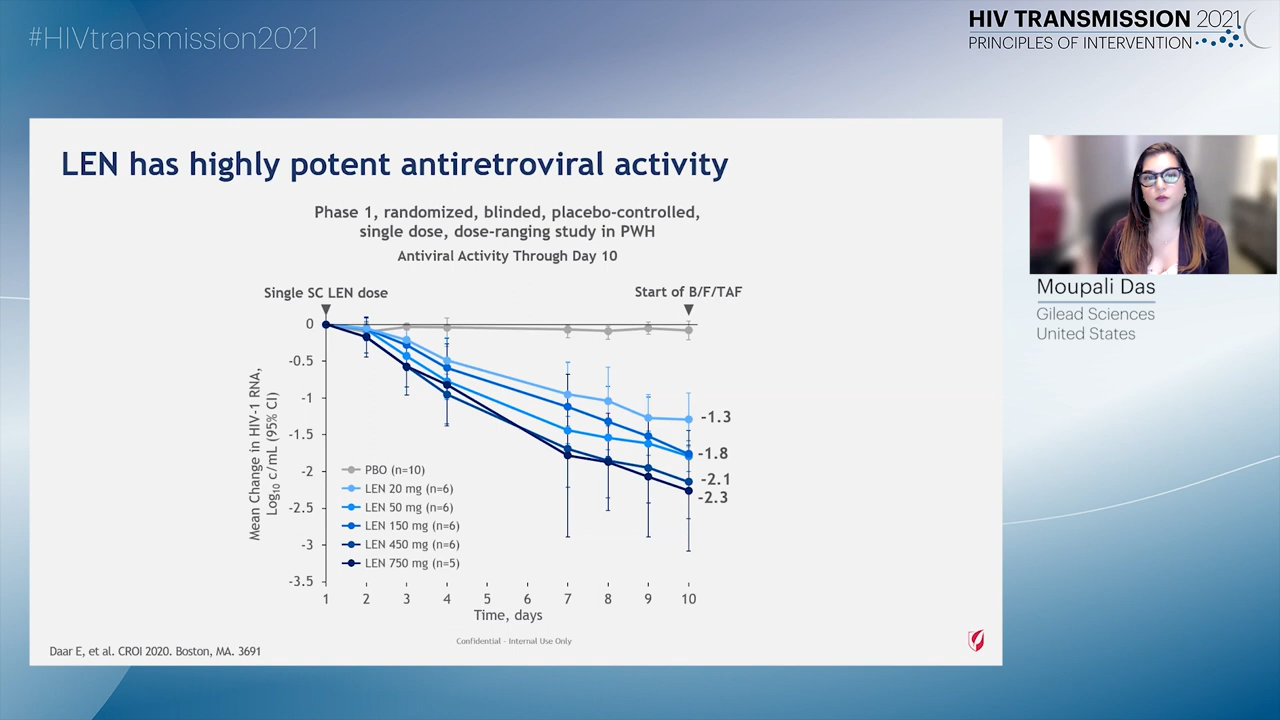 #HIVtransmission2021
HIV TRANSMISSION 2021
PRINCIPLES OF INTERVENTION
LEN has highly potent antiretroviral activity
Phase 1, randomized, blinded, placebo-controlled,
single dose, dose-ranging study in PWH
Antiviral Activity Through Day 10
Single SC LEN dose
Start of B/F/TAF
Mean Change in HIV-1 RNA,
Log10 c/mL (95% CI)
0
-0.5
-1
-1.5
-2
-2.5
-3
-3.5
-1.3
-1.8
-2.1
-2.3
PBO (n=10)
LEN 20 mg (n=6)
LEN 50 mg (n=6)
LEN 150 mg (n=6)
LEN 450 mg (n=6)
LEN 750 mg (n=5)
1 2 3 4 5 6 7 8 9 10
Time, days
Confidential - Internal Use Only
Daar E, et al. CROI 2020. Boston, MA. 3691
Moupali Das
Gilead Sciences
United States